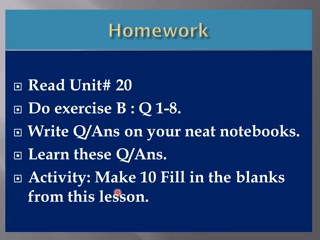 Homework
Read Unit# 20
Do exercise B : Q 1-8.
Write Q/Ans on your neat notebooks.
Learn these Q/Ans.
Activity: Make 10 Fill in the blanks
from this lesson.